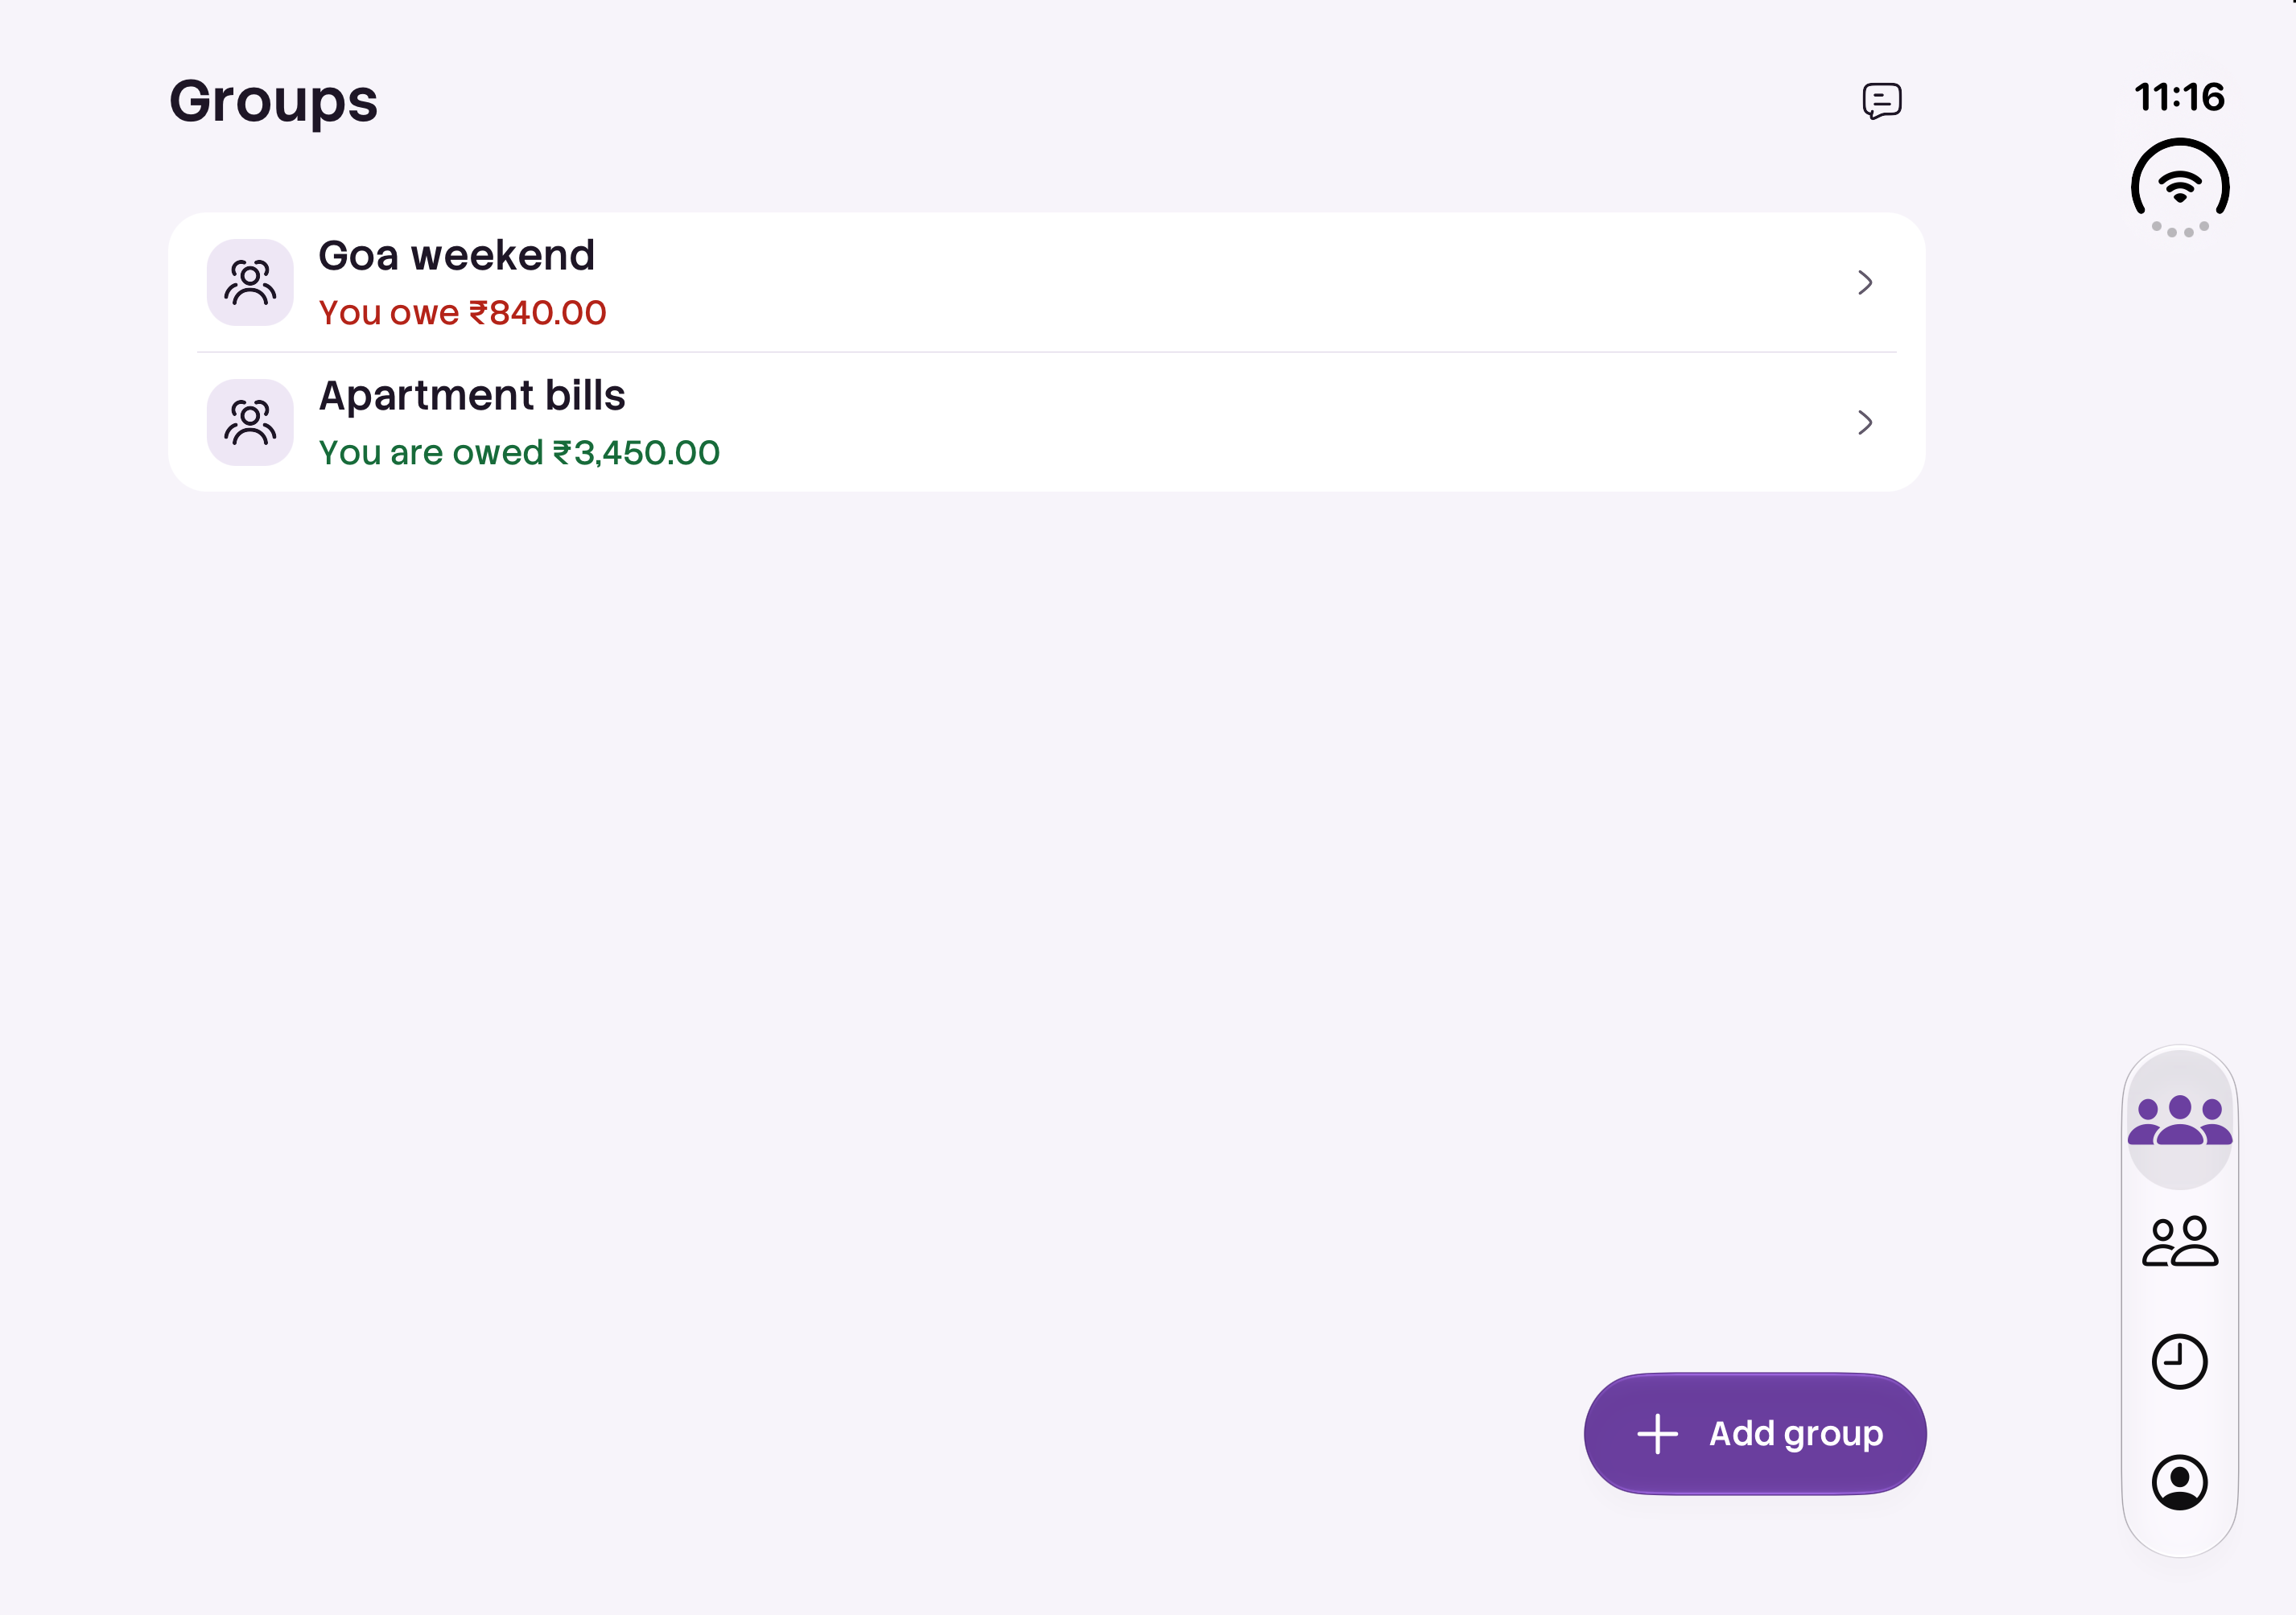 Groups
11:16
Goa weekend
You owe ₹840.00
Apartment bills
You are owed ₹3,450.00
Add group